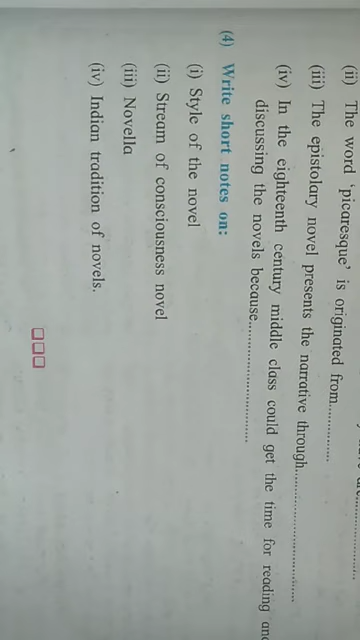 (ii) The word 'picaresque' is originated from..............
(iii) The epistolary novel presents the narrative through...............................
(iv) In the eighteenth century middle class could get the time for reading
discussing the novels because.............................
(4) Write short notes on:
(i) Style of the novel
(ii) Stream of consciousness novel
(iii) Novella
(iv) Indian tradition of novels.